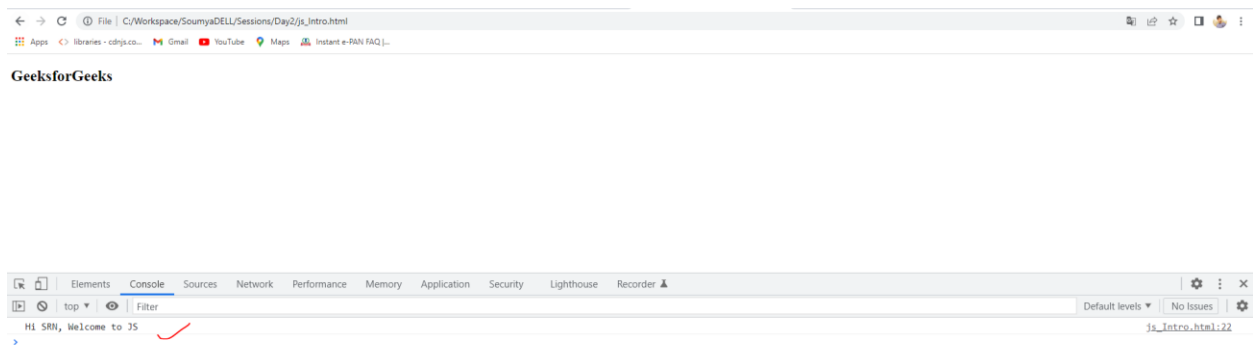 File | C:/Workspace/SoumyaDELL/Sessions/Day2/js_Intro.html
Apps <> libraries - cdnjs.co... Gmail YouTube Maps Instant e-PAN FAQ |...
GeeksforGeeks
Elements Console Sources Network Performance Memory Application Security Lighthouse Recorder
top Filter Default levels No Issues
Hi SRN, Welcome to JS js_Intro.html:22
>